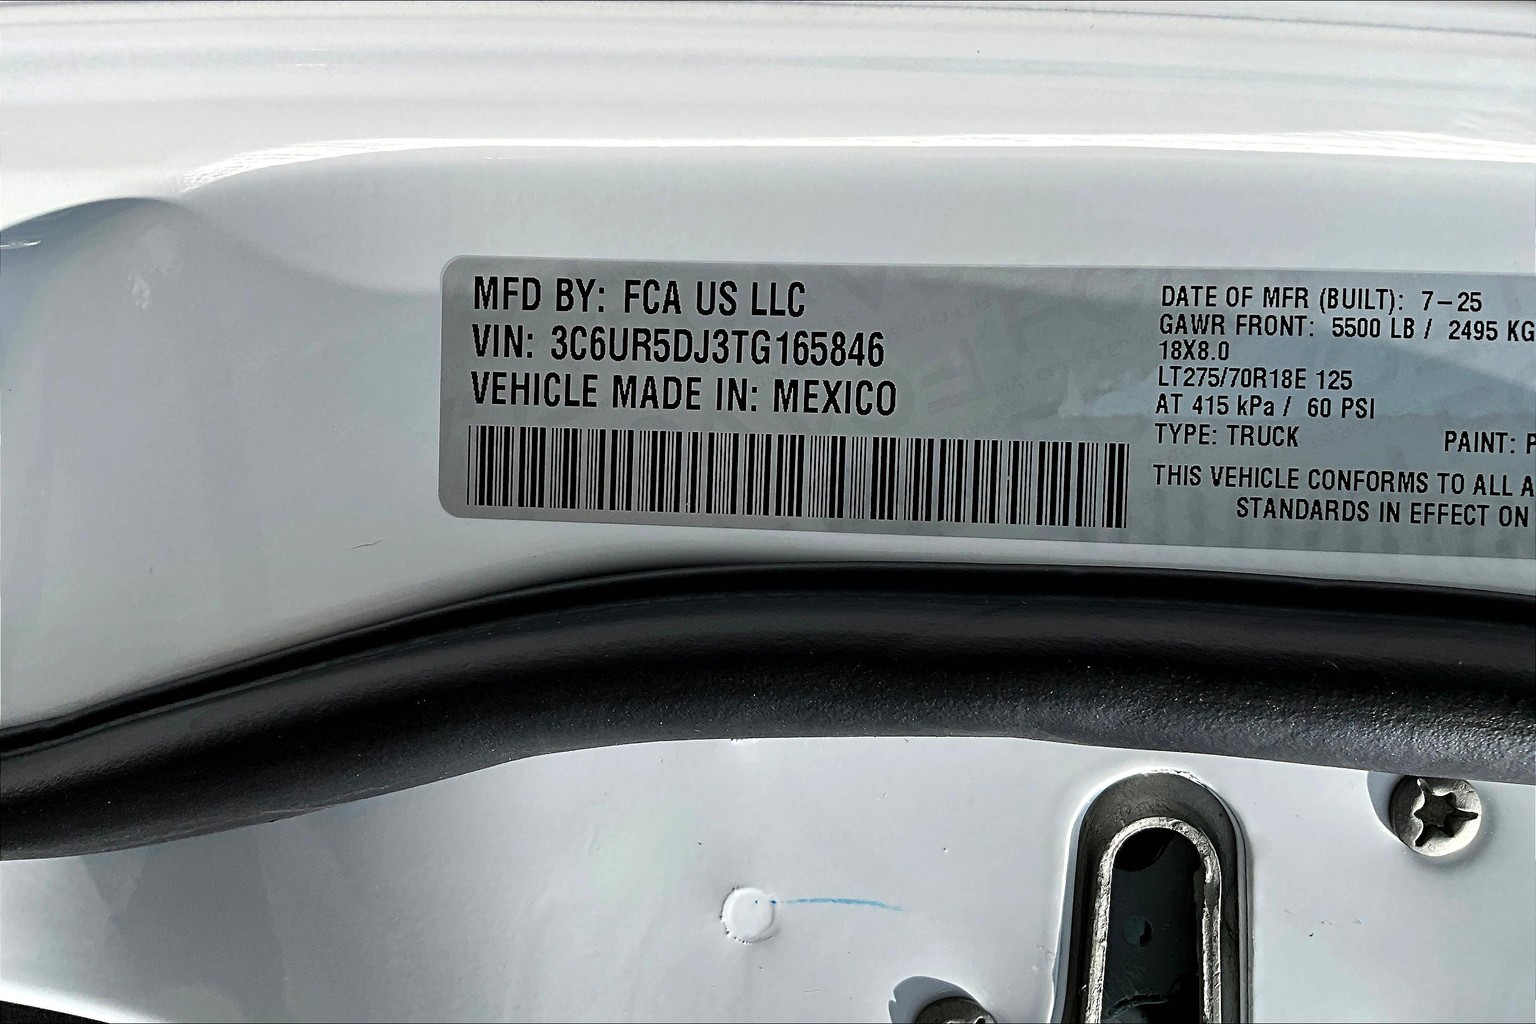 MFD BY: FCA US LLC
VIN: 3C6UR5DJ3TG165846
VEHICLE MADE IN: MEXICO
DATE OF MFR (BUILT): 7-25
GAWR FRONT: 5500 LB / 2495 KG
18X8.0
LT275/70R18E 125
AT 415 kPa / 60 PSI
TYPE: TRUCK PAINT: P
THIS VEHICLE CONFORMS TO ALL A
STANDARDS IN EFFECT ON